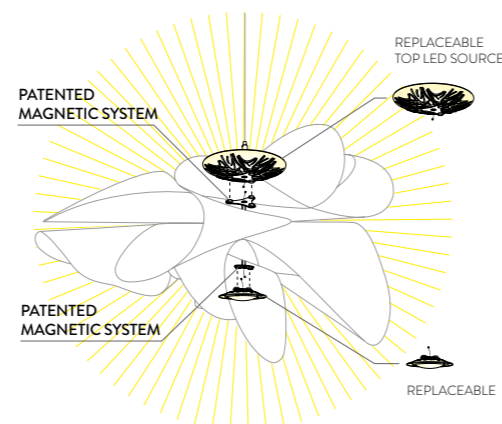 REPLACEABLE
TOP LED SOURCE
PATENTED
MAGNETIC SYSTEM
PATENTED
MAGNETIC SYSTEM
REPLACEABLE